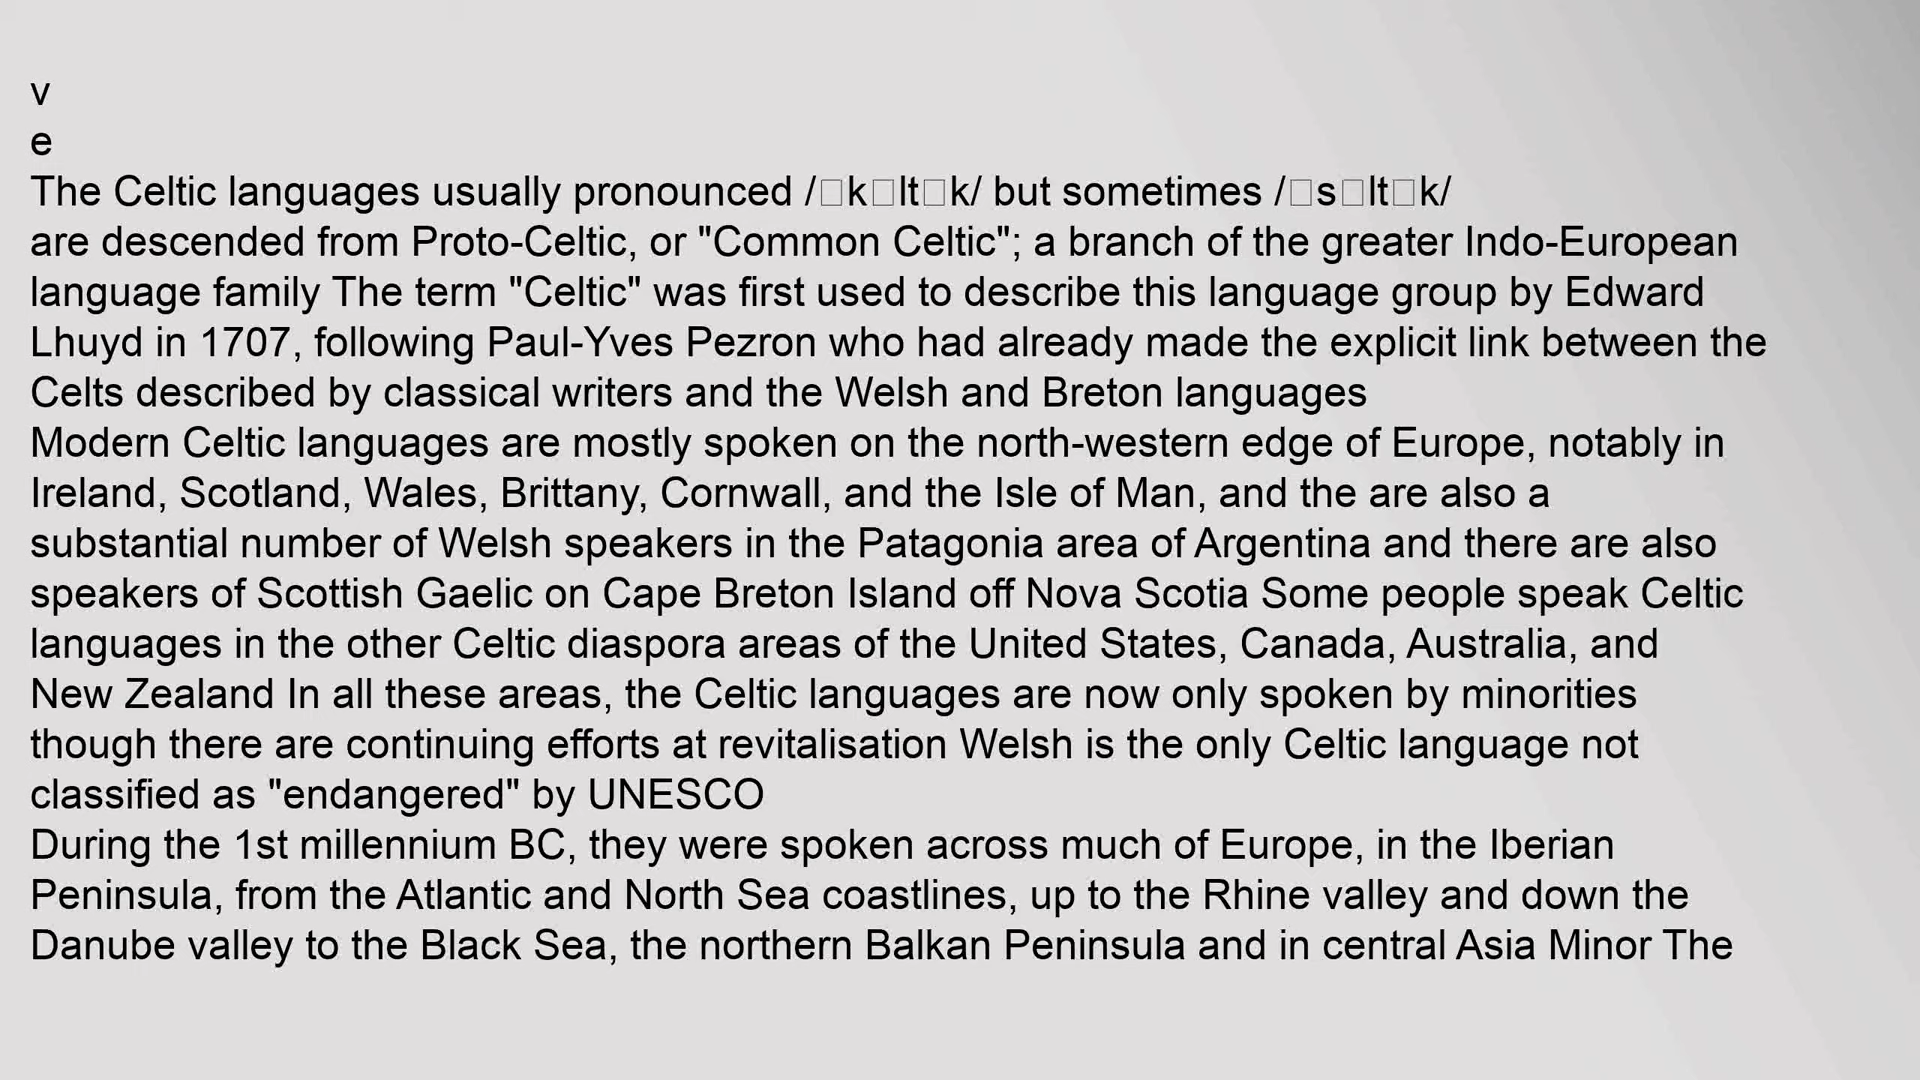 v
e
The Celtic languages usually pronounced /□k□lt□k/ but sometimes /□s□lt□k/
are descended from Proto-Celtic, or "Common Celtic"; a branch of the greater Indo-European
language family The term "Celtic" was first used to describe this language group by Edward
Lhuyd in 1707, following Paul-Yves Pezron who had already made the explicit link between the
Celts described by classical writers and the Welsh and Breton languages
Modern Celtic languages are mostly spoken on the north-western edge of Europe, notably in
Ireland, Scotland, Wales, Brittany, Cornwall, and the Isle of Man, and the are also a
substantial number of Welsh speakers in the Patagonia area of Argentina and there are also
speakers of Scottish Gaelic on Cape Breton Island off Nova Scotia Some people speak Celtic
languages in the other Celtic diaspora areas of the United States, Canada, Australia, and
New Zealand In all these areas, the Celtic languages are now only spoken by minorities
though there are continuing efforts at revitalisation Welsh is the only Celtic language not
classified as "endangered" by UNESCO
During the 1st millennium BC, they were spoken across much of Europe, in the Iberian
Peninsula, from the Atlantic and North Sea coastlines, up to the Rhine valley and down the
Danube valley to the Black Sea, the northern Balkan Peninsula and in central Asia Minor The